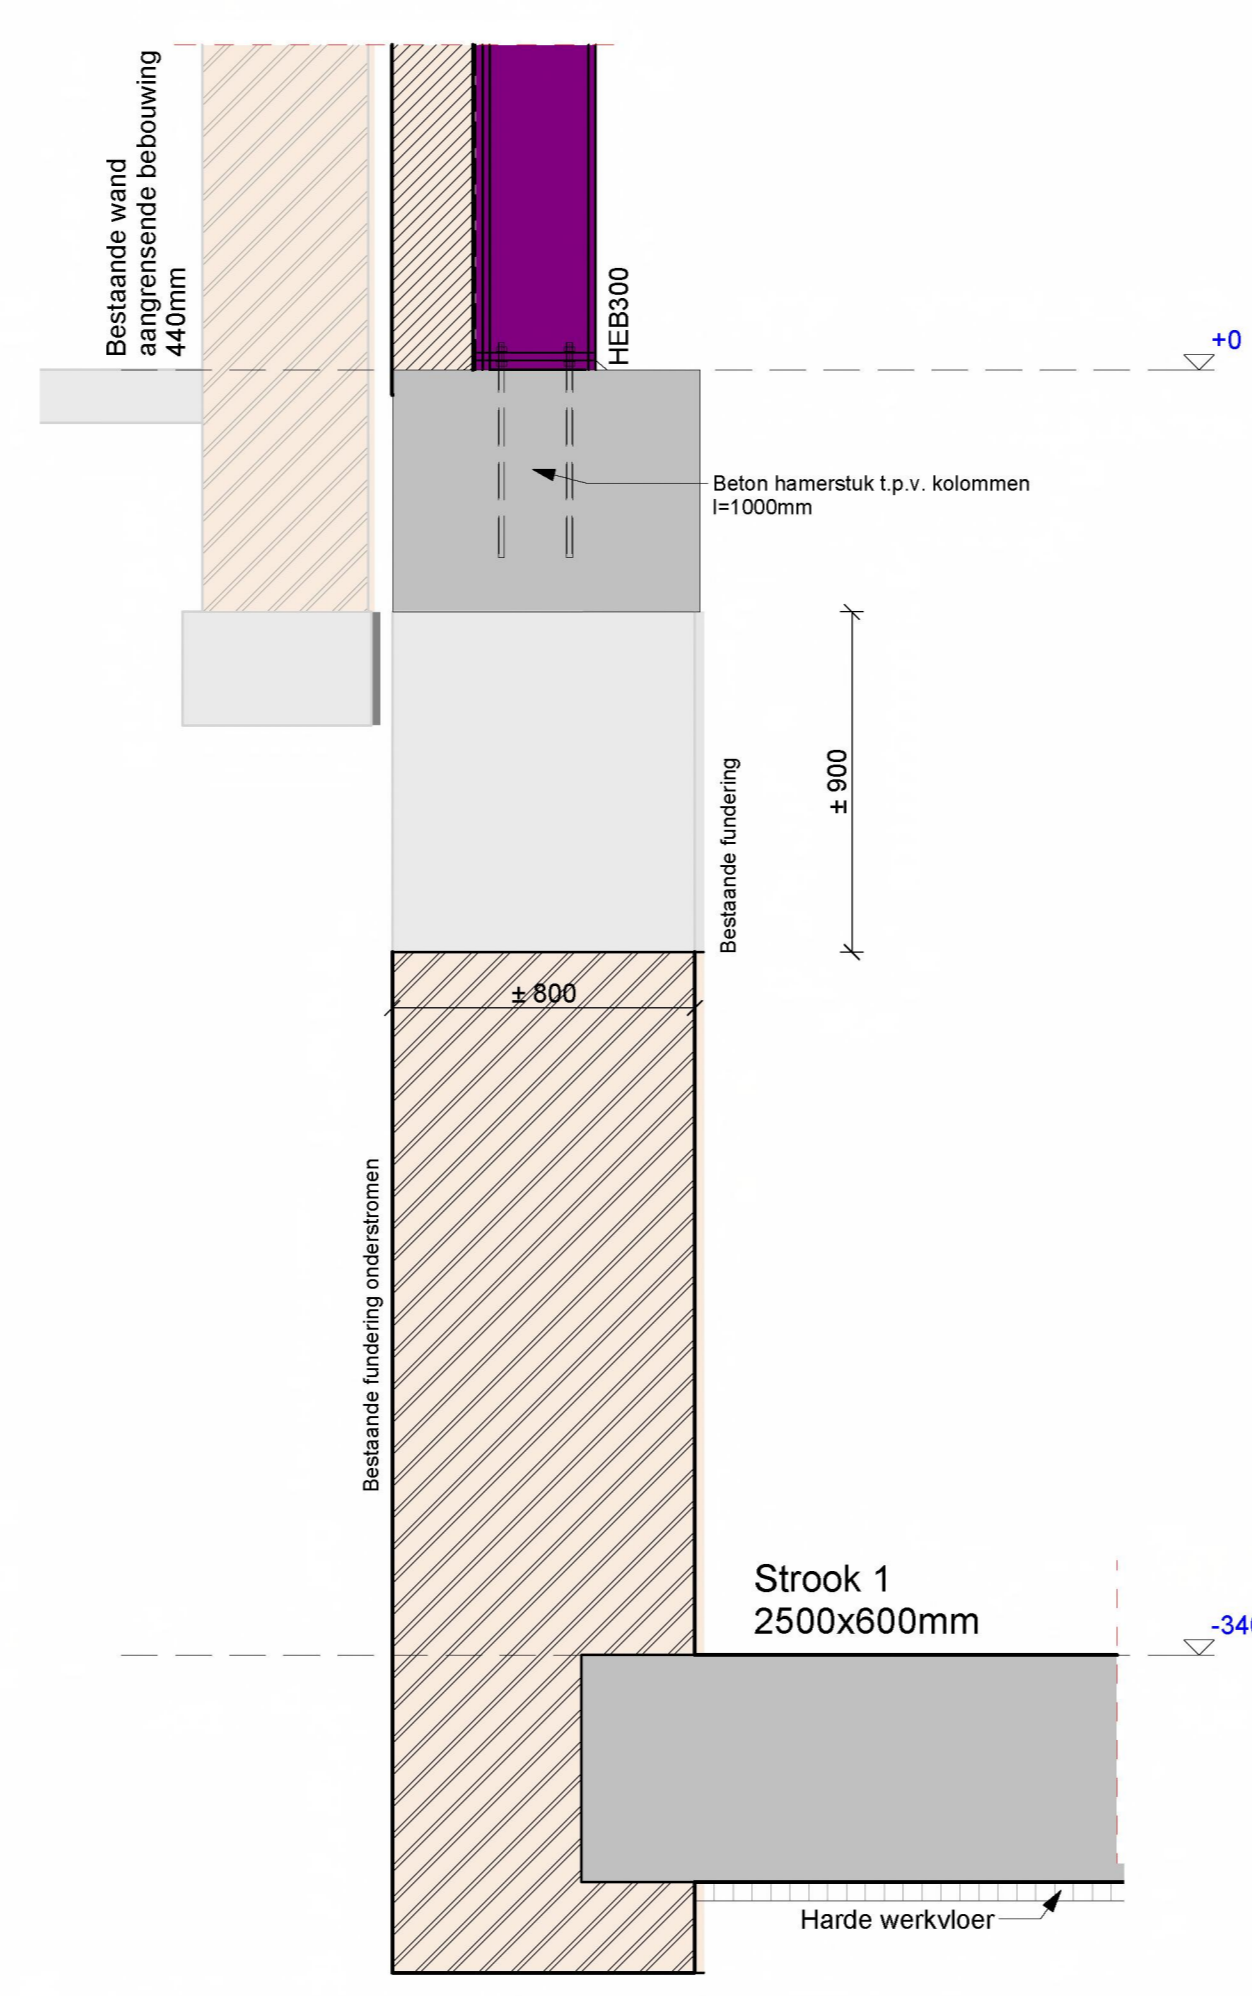 Bestaande wand
aangrensende bebouwing
440mm
HEB300
+0
Beton hamerstuk t.p.v. kolommen
l=1000mm
± 900
Bestaande fundering
± 800
Bestaande fundering onderstromen
Strook 1
2500x600mm
Harde werkvloer